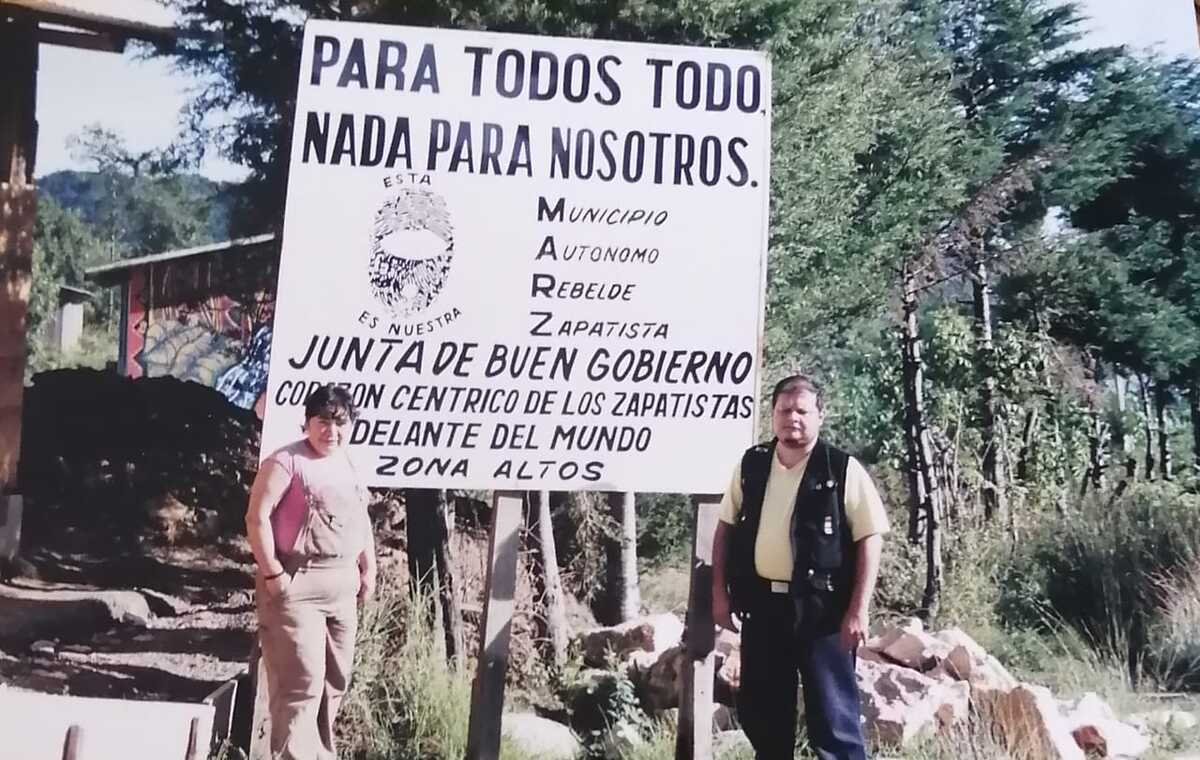 PARA TODOS TODO,
NADA PARA NOSOTROS.
ESTA
ES NUESTRA
MUNICIPIO
AUTONOMO
REBELDE
ZAPATISTA
JUNTA DE BUEN GOBIERNO
CENTRICO DE LOS ZAPATISTAS
DELANTE DEL MUNDO
ZONA ALTOS